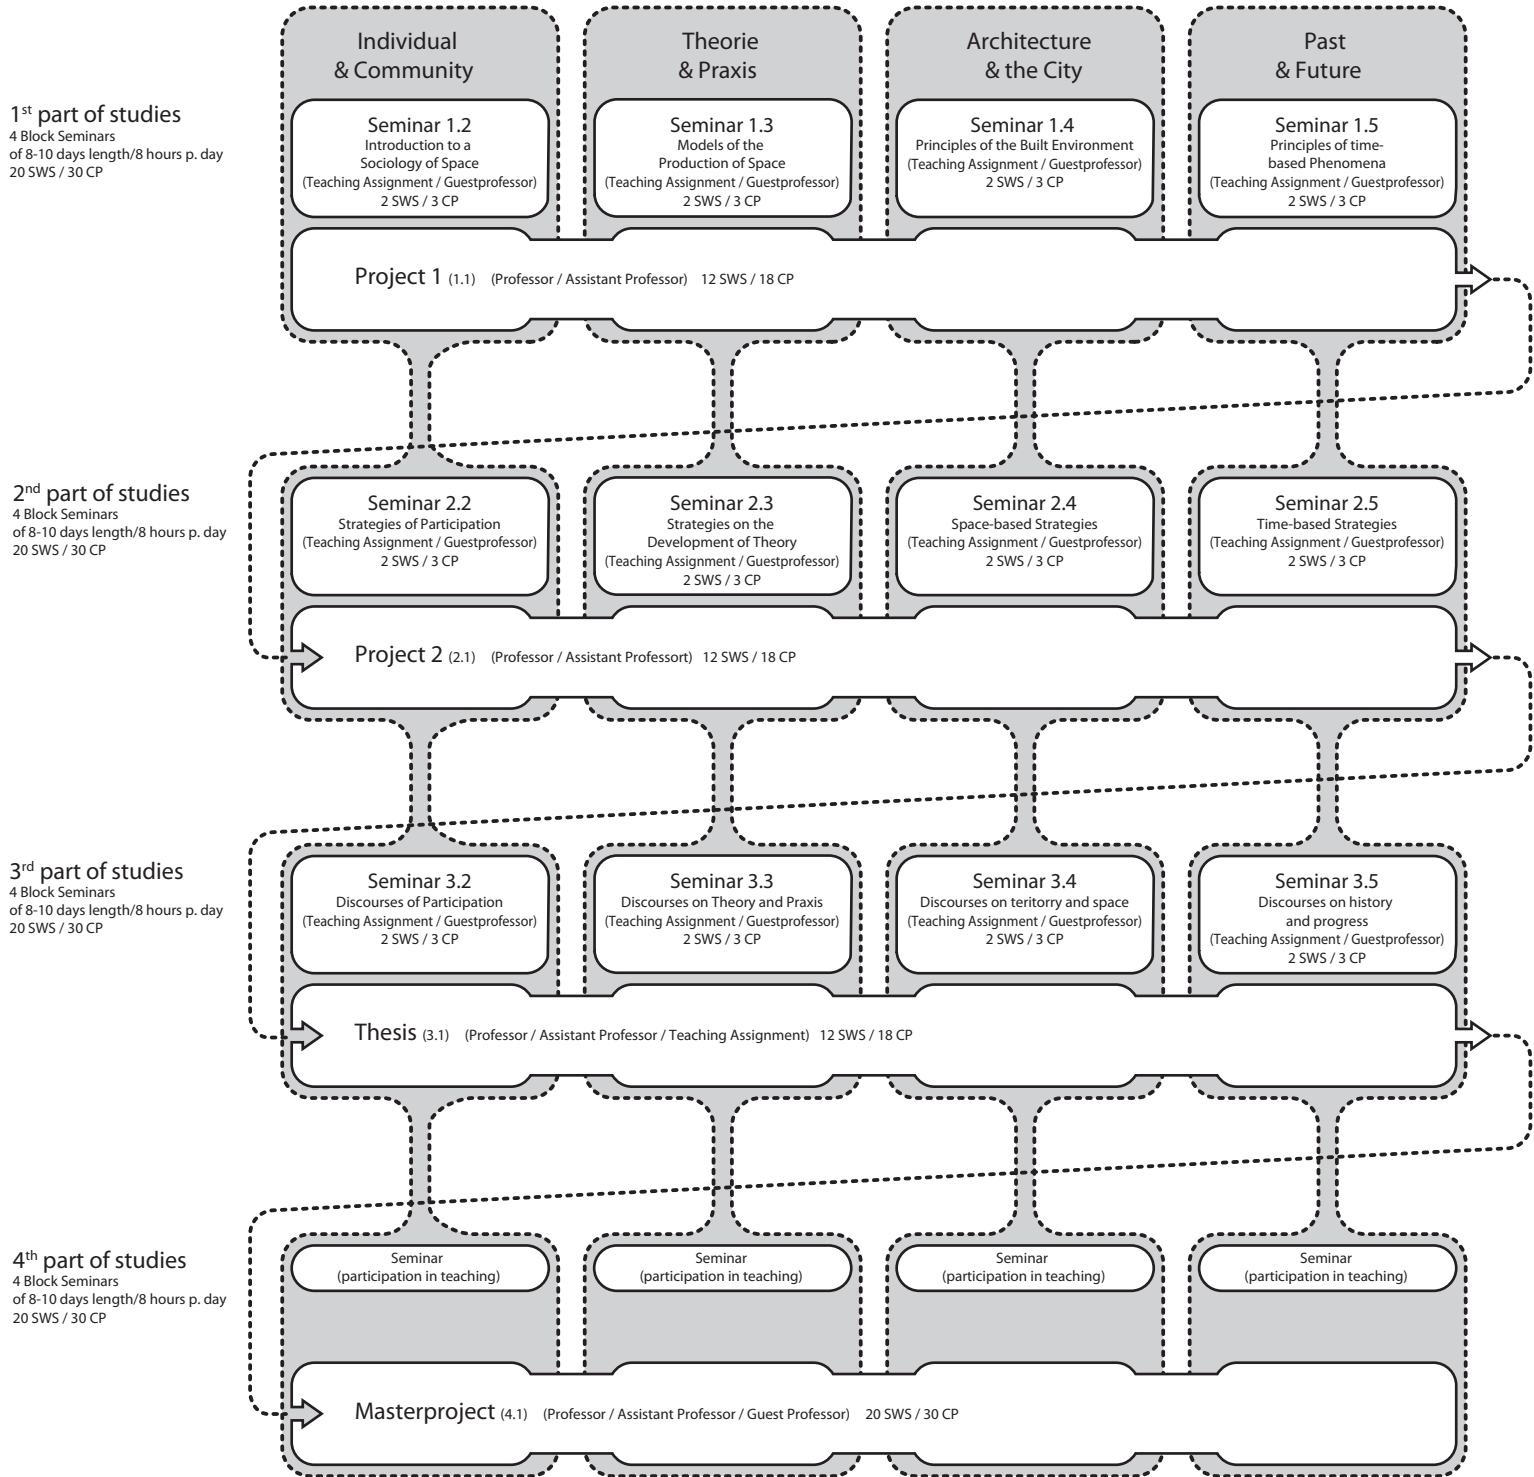 Individual
& Community
Theorie
& Praxis
Architecture
& the City
Past
& Future
1st part of studies
4 Block Seminars
of 8-10 days length/8 hours p. day
20 SWS / 30 CP
Seminar 1.2
Introduction to a
Sociology of Space
(Teaching Assignment / Guestprofessor)
2 SWS / 3 CP
Seminar 1.3
Models of the
Production of Space
(Teaching Assignment / Guestprofessor)
2 SWS / 3 CP
Seminar 1.4
Principles of the Built Environment
(Teaching Assignment / Guestprofessor)
2 SWS / 3 CP
Seminar 1.5
Principles of time-
based Phenomena
(Teaching Assignment / Guestprofessor)
2 SWS / 3 CP
Project 1 (1.1) (Professor / Assistant Professor) 12 SWS / 18 CP
2nd part of studies
4 Block Seminars
of 8-10 days length/8 hours p. day
20 SWS / 30 CP
Seminar 2.2
Strategies of Participation
(Teaching Assignment / Guestprofessor)
2 SWS / 3 CP
Seminar 2.3
Strategies on the
Development of Theory
(Teaching Assignment / Guestprofessor)
2 SWS / 3 CP
Seminar 2.4
Space-based Strategies
(Teaching Assignment / Guestprofessor)
2 SWS / 3 CP
Seminar 2.5
Time-based Strategies
(Teaching Assignment / Guestprofessor)
2 SWS / 3 CP
Project 2 (2.1) (Professor / Assistant Professort) 12 SWS / 18 CP
3rd part of studies
4 Block Seminars
of 8-10 days length/8 hours p. day
20 SWS / 30 CP
Seminar 3.2
Discourses of Participation
(Teaching Assignment / Guestprofessor)
2 SWS / 3 CP
Seminar 3.3
Discourses on Theory and Praxis
(Teaching Assignment / Guestprofessor)
2 SWS / 3 CP
Seminar 3.4
Discourses on teritorry and space
(Teaching Assignment / Guestprofessor)
2 SWS / 3 CP
Seminar 3.5
Discourses on history
and progress
(Teaching Assignment / Guestprofessor)
2 SWS / 3 CP
Thesis (3.1) (Professor / Assistant Professor / Teaching Assignment) 12 SWS / 18 CP
4th part of studies
4 Block Seminars
of 8-10 days length/8 hours p. day
20 SWS / 30 CP
Seminar
(participation in teaching)
Seminar
(participation in teaching)
Seminar
(participation in teaching)
Seminar
(participation in teaching)
Masterproject (4.1) (Professor / Assistant Professor / Guest Professor) 20 SWS / 30 CP